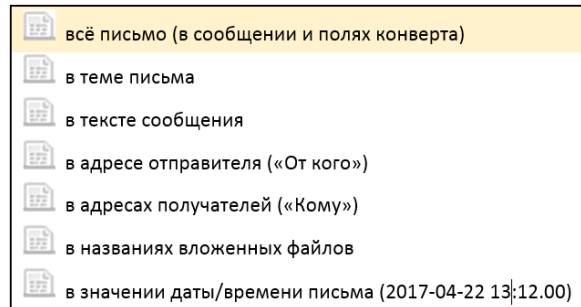 всё письмо (в сообщении и полях конверта)
в теме письма
в тексте сообщения
в адресе отправителя («От кого»)
в адресах получателей («Кому»)
в названиях вложенных файлов
в значении даты/времени письма (2017-04-22 13:12.00)